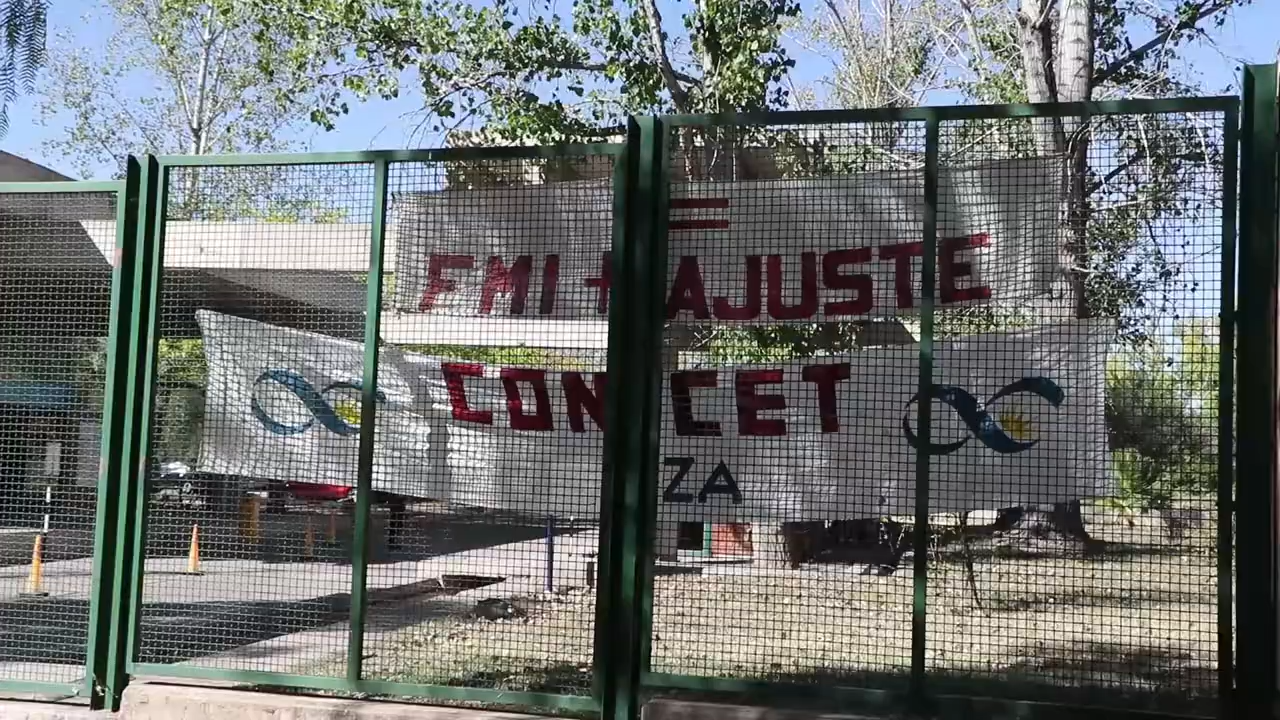 =
FMI + AJUSTE
CONICET
ZA